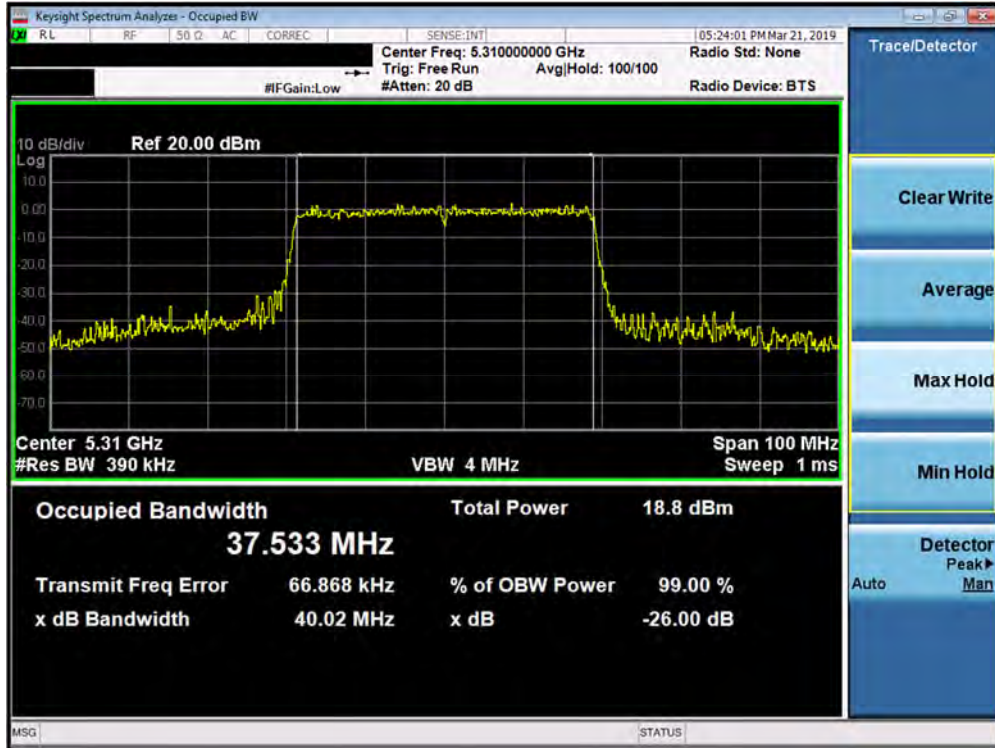 Keysight Spectrum Analyzer - Occupied BW
LXI RL RF 50 Ω AC CORREC SENSE:INT 05:24:01 PM Mar 21, 2019
Center Freq: 5.310000000 GHz Radio Std: None
Trig: Free Run Avg|Hold: 100/100
#IFGain:Low #Atten: 20 dB Radio Device: BTS
10 dB/div Ref 20.00 dBm
Log
10.0
0.00
-10.0
-20.0
-30.0
-40.0
-50.0
-60.0
-70.0
Center 5.31 GHz Span 100 MHz
#Res BW 390 kHz VBW 4 MHz Sweep 1 ms
Occupied Bandwidth Total Power 18.8 dBm
37.533 MHz
Transmit Freq Error 66.868 kHz % of OBW Power 99.00 %
x dB Bandwidth 40.02 MHz x dB -26.00 dB
MSG STATUS
Trace/Detector
Clear Write
Average
Max Hold
Min Hold
Detector
Peak▶
Auto Man